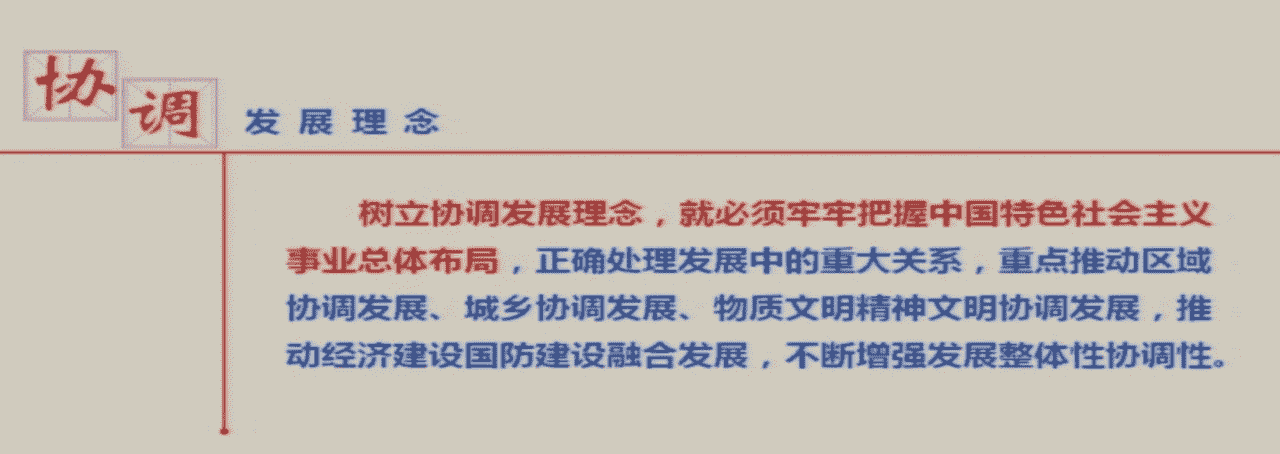 协调 发展理念
树立协调发展理念，就必须牢牢把握中国特色社会主义
事业总体布局，正确处理发展中的重大关系，重点推动区域
协调发展、城乡协调发展、物质文明精神文明协调发展，推
动经济建设国防建设融合发展，不断增强发展整体性协调性。